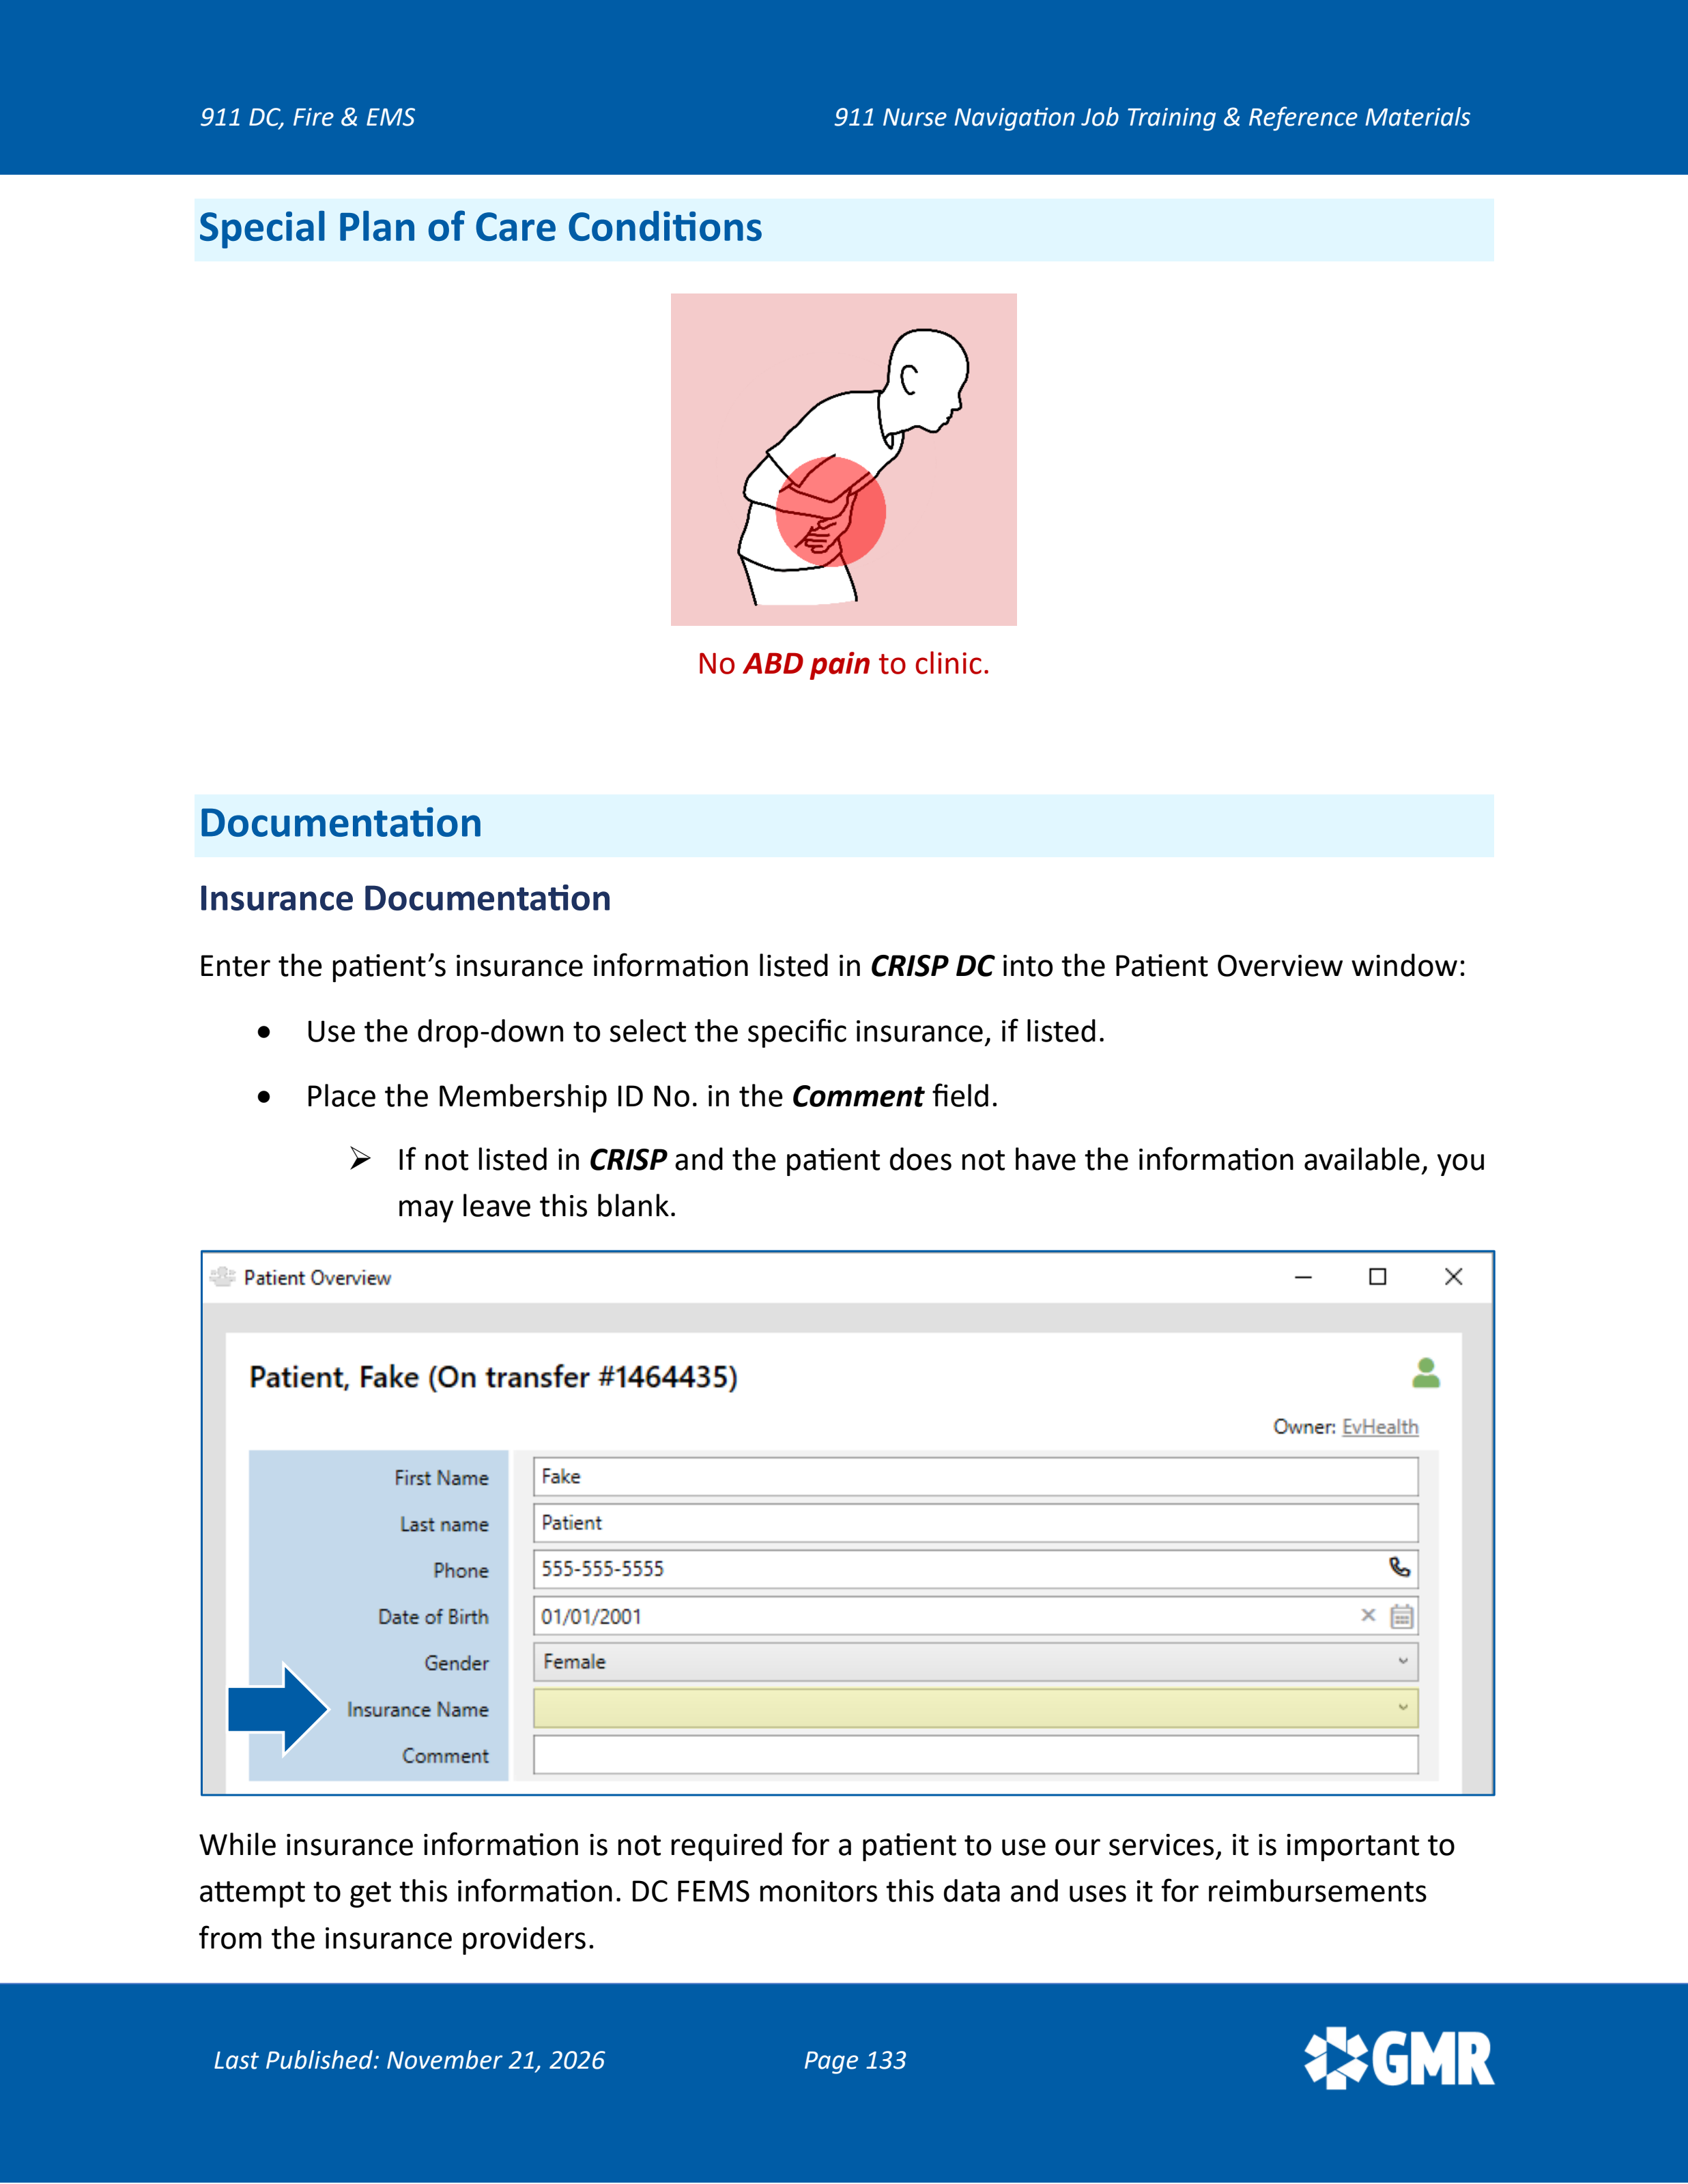 911 DC, Fire & EMS
911 Nurse Navigation Job Training & Reference Materials
Special Plan of Care Conditions
No ABD pain to clinic.
Documentation
Insurance Documentation
Enter the patient’s insurance information listed in CRISP DC into the Patient Overview window:
• Use the drop-down to select the specific insurance, if listed.
• Place the Membership ID No. in the Comment field.
➢ If not listed in CRISP and the patient does not have the information available, you
may leave this blank.
Patient Overview
Patient, Fake (On transfer #1464435)
Owner: EvHealth
First Name Fake
Last name Patient
Phone 555-555-5555
Date of Birth 01/01/2001
Gender Female
Insurance Name
Comment
While insurance information is not required for a patient to use our services, it is important to
attempt to get this information. DC FEMS monitors this data and uses it for reimbursements
from the insurance providers.
Last Published: November 21, 2026
Page 133
GMR